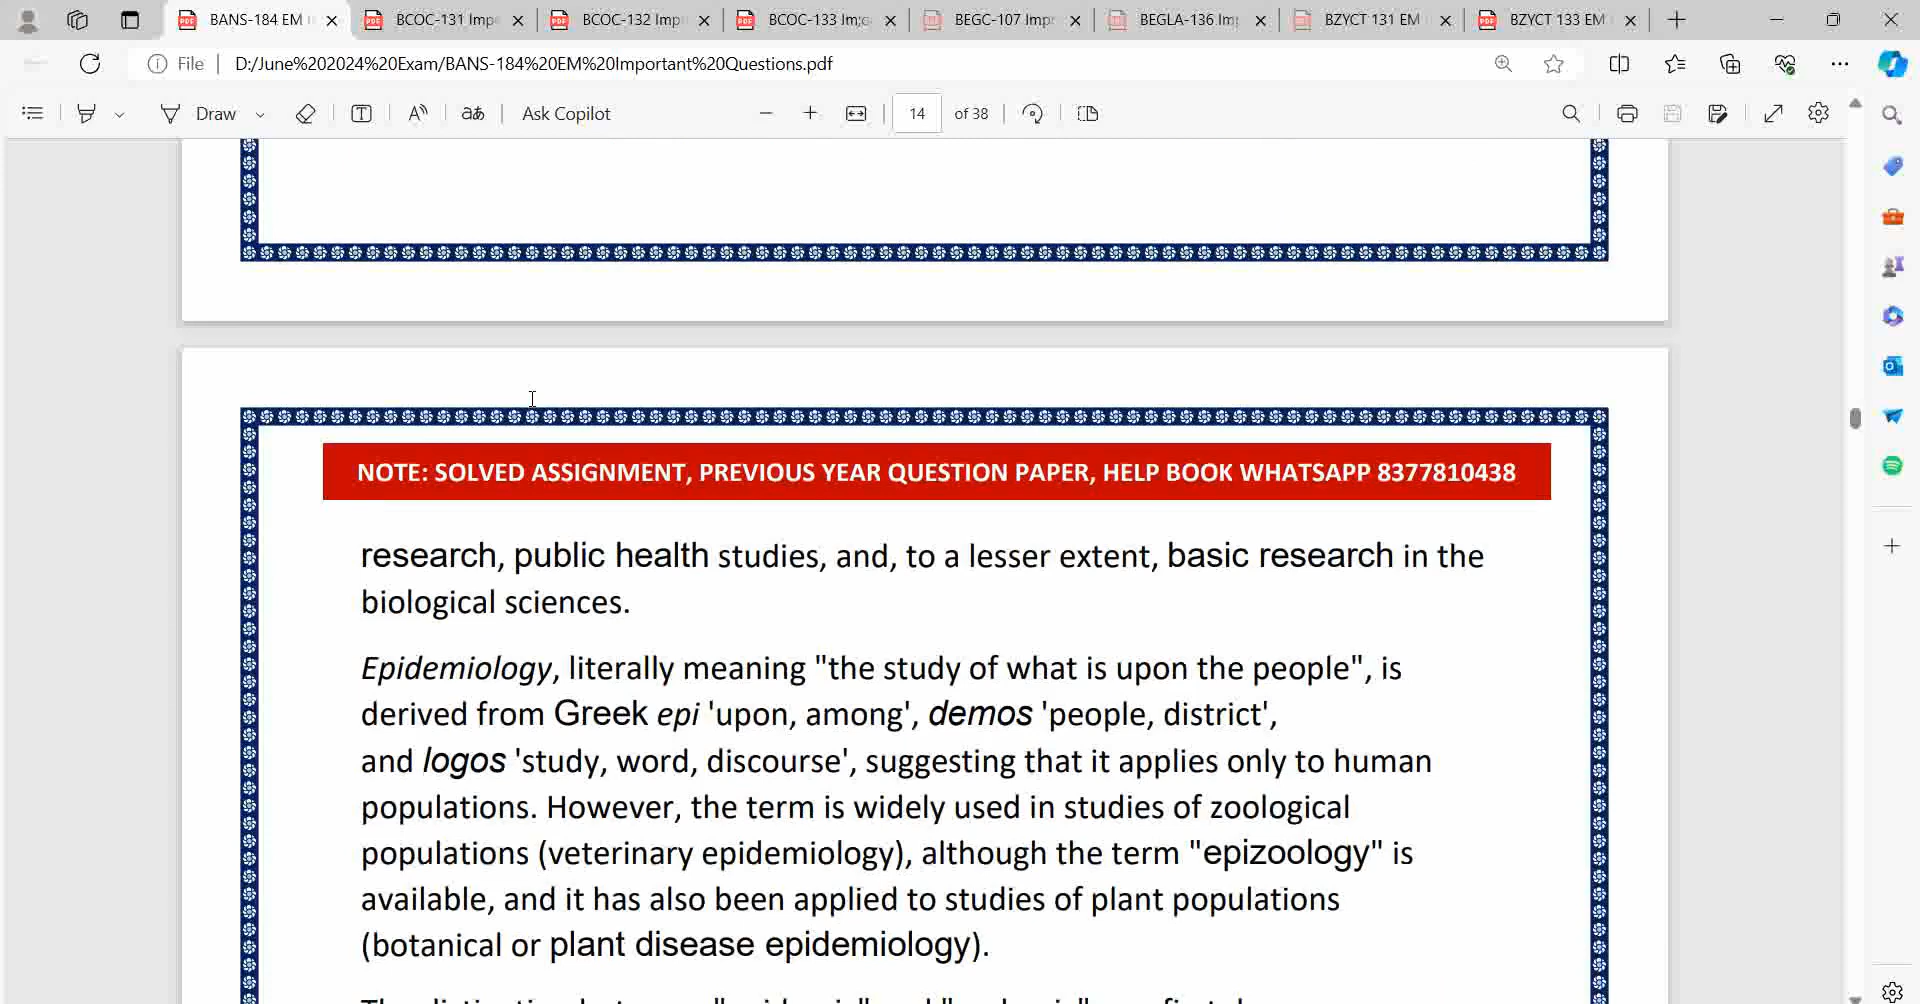 BANS-184 EM
BCOC-131 Imp
BCOC-132 Imp
BCOC-133 Im;c
BEGC-107 Imp
BEGLA-136 Im
BZYCT 131 EM
BZYCT 133 EM
File
D:/June%202024%20Exam/BANS-184%20EM%20Important%20Questions.pdf
Draw
Ask Copilot
14 of 38
NOTE: SOLVED ASSIGNMENT, PREVIOUS YEAR QUESTION PAPER, HELP BOOK WHATSAPP 8377810438
research, public health studies, and, to a lesser extent, basic research in the
biological sciences.
Epidemiology, literally meaning "the study of what is upon the people", is
derived from Greek epi 'upon, among', demos 'people, district',
and logos 'study, word, discourse', suggesting that it applies only to human
populations. However, the term is widely used in studies of zoological
populations (veterinary epidemiology), although the term "epizoology" is
available, and it has also been applied to studies of plant populations
(botanical or plant disease epidemiology).